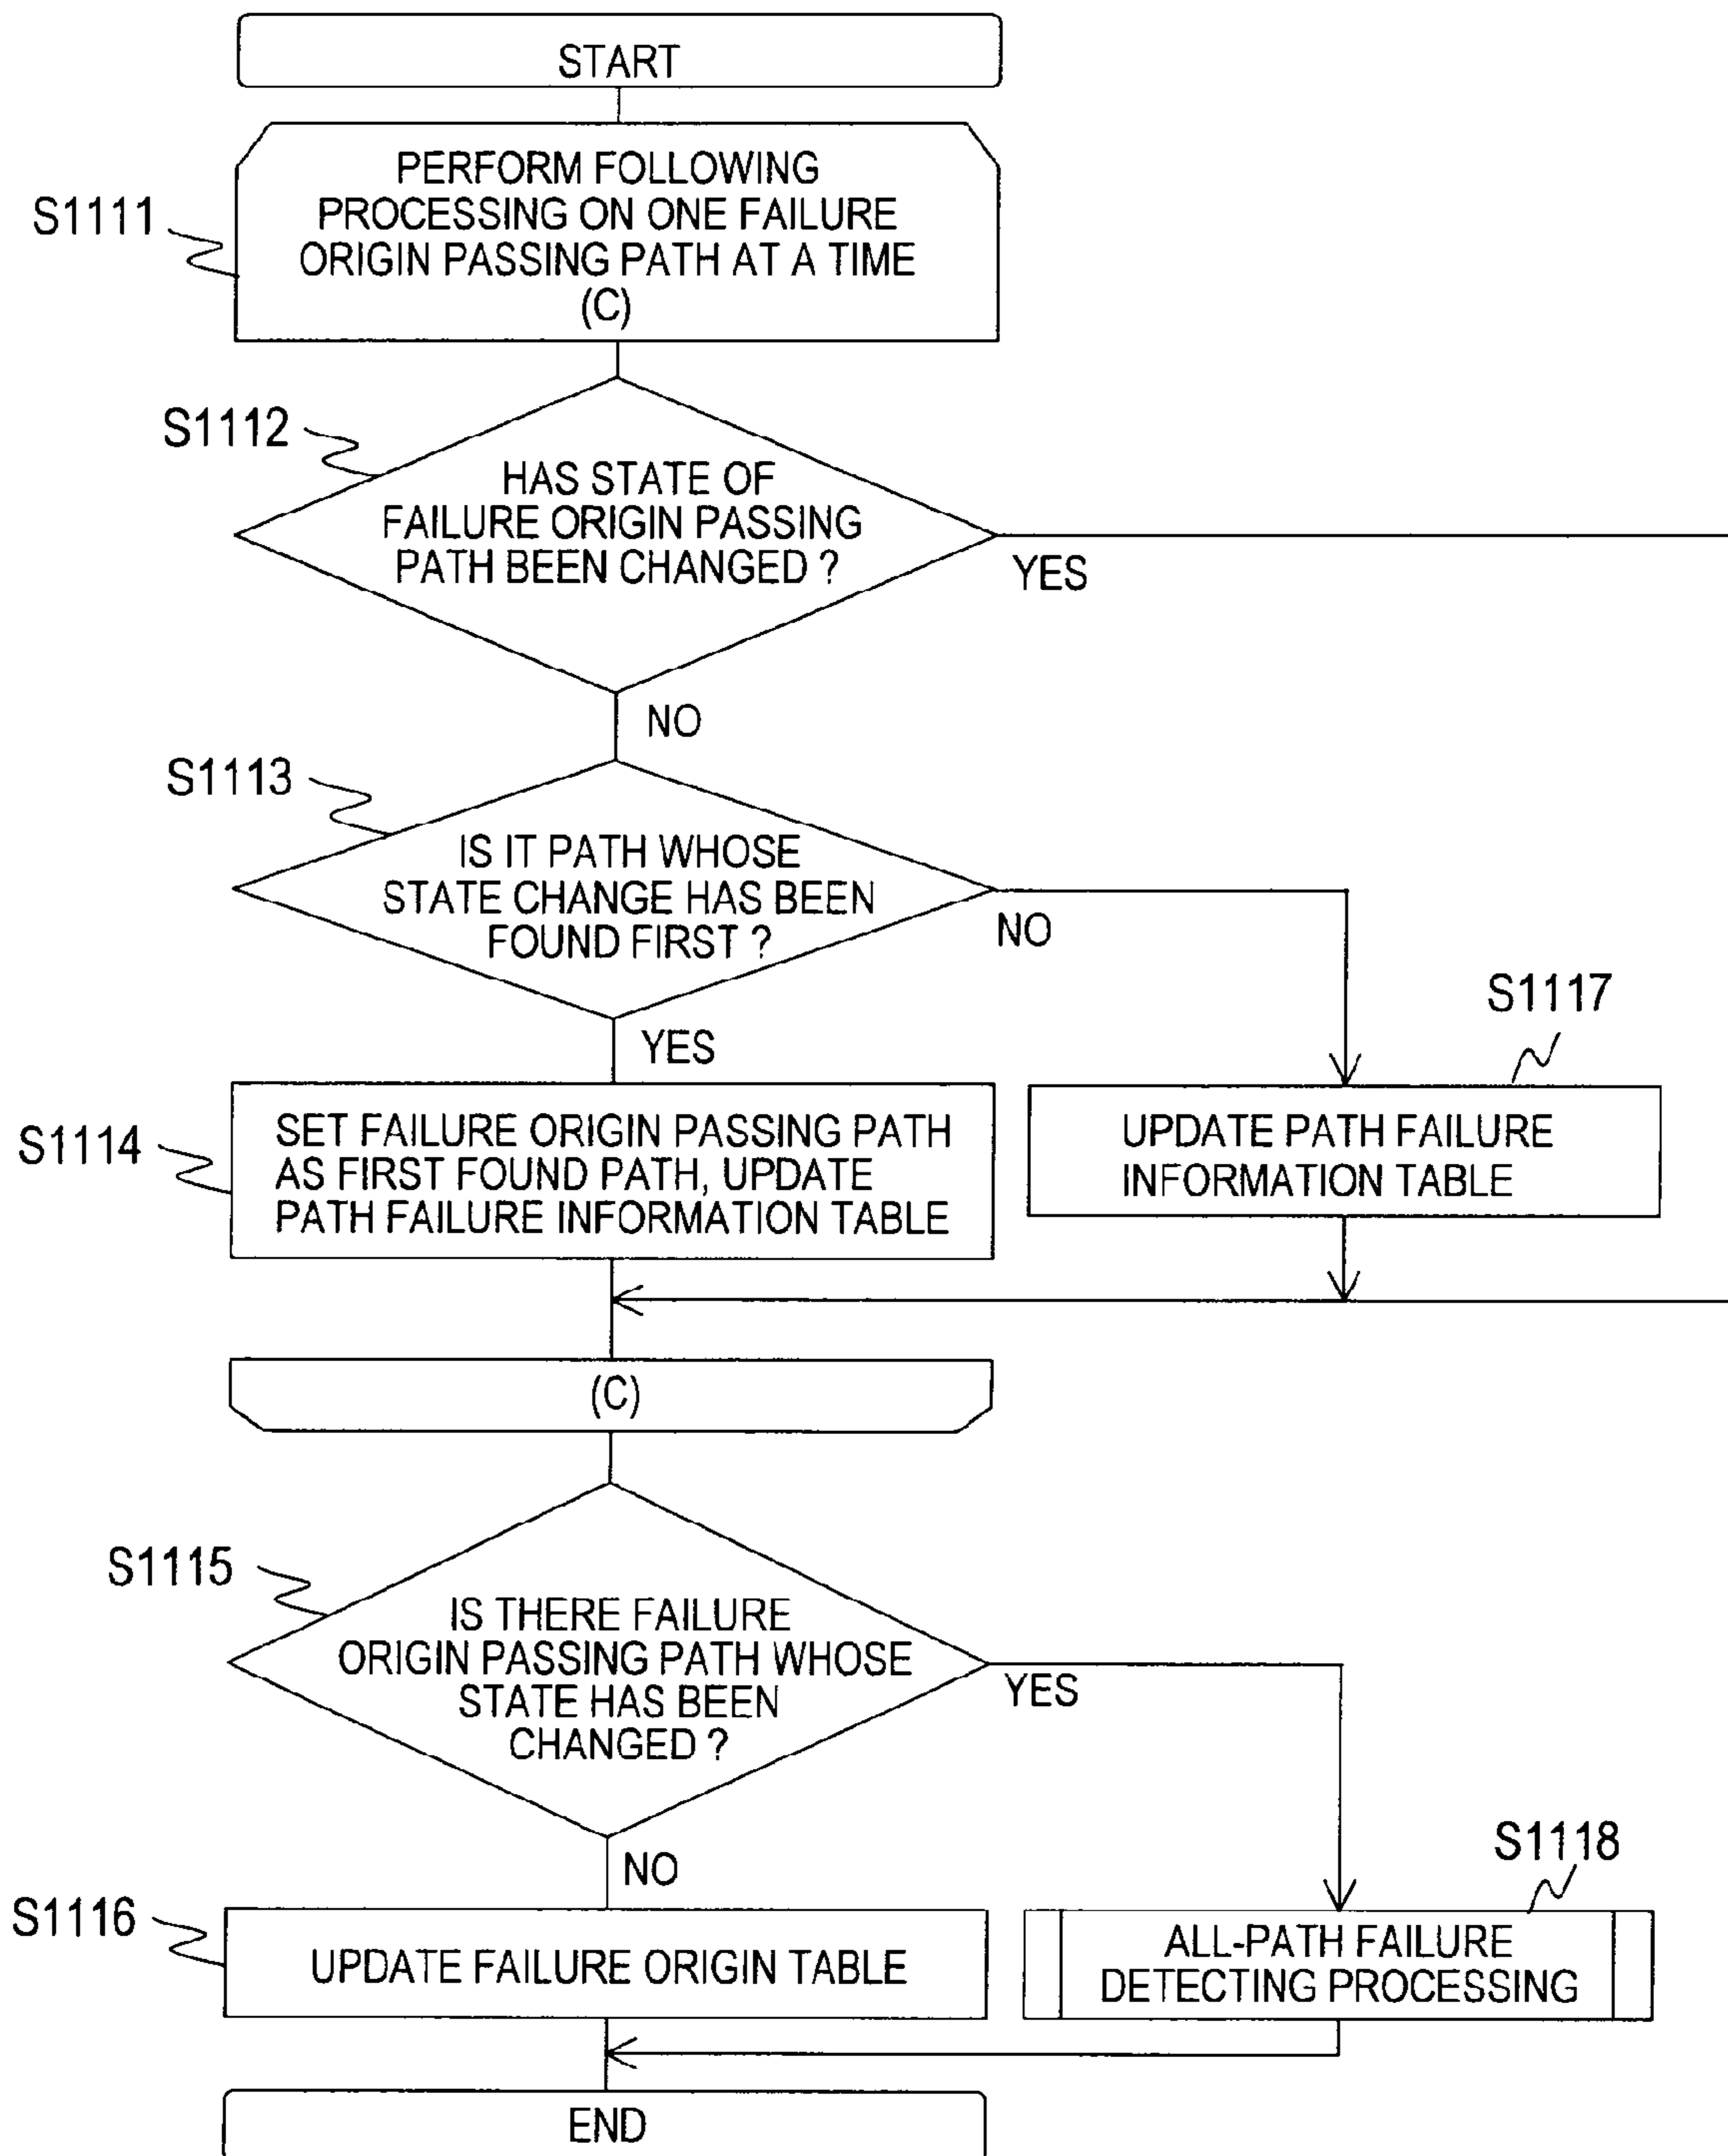 START
S1111
PERFORM FOLLOWING
PROCESSING ON ONE FAILURE
ORIGIN PASSING PATH AT A TIME
(C)
S1112
HAS STATE OF
FAILURE ORIGIN PASSING
PATH BEEN CHANGED ?
YES
NO
S1113
IS IT PATH WHOSE
STATE CHANGE HAS BEEN
FOUND FIRST ?
NO
YES
S1117
S1114
SET FAILURE ORIGIN PASSING PATH
AS FIRST FOUND PATH, UPDATE
PATH FAILURE INFORMATION TABLE
UPDATE PATH FAILURE
INFORMATION TABLE
(C)
S1115
IS THERE FAILURE
ORIGIN PASSING PATH WHOSE
STATE HAS BEEN
CHANGED ?
YES
NO
S1118
S1116
UPDATE FAILURE ORIGIN TABLE
ALL-PATH FAILURE
DETECTING PROCESSING
END